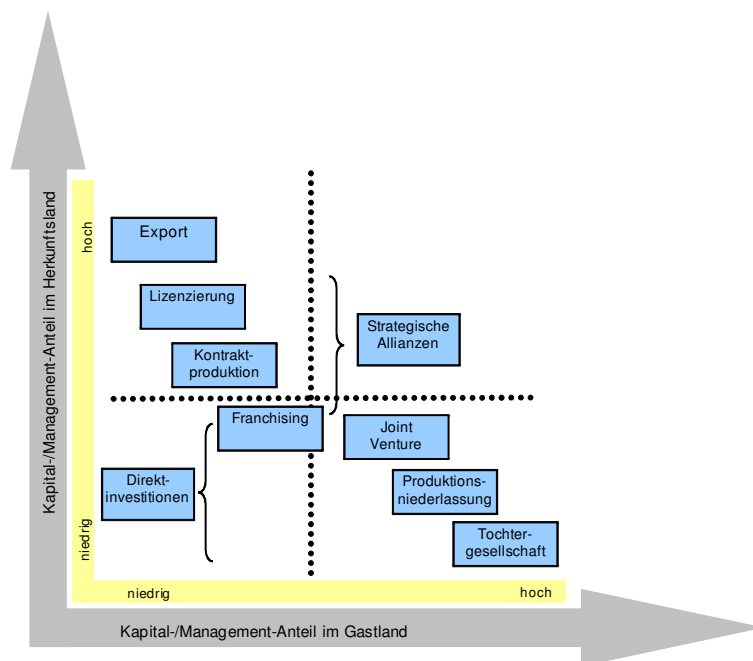 Kapital-/Management-Anteil im Herkunftsland
hoch
niedrig
Export
Lizenzierung
Kontrakt-
produktion
Strategische
Allianzen
Franchising
Joint
Venture
Direkt-
investitionen
Produktions-
niederlassung
Tochter-
gesellschaft
niedrig
hoch
Kapital-/Management-Anteil im Gastland